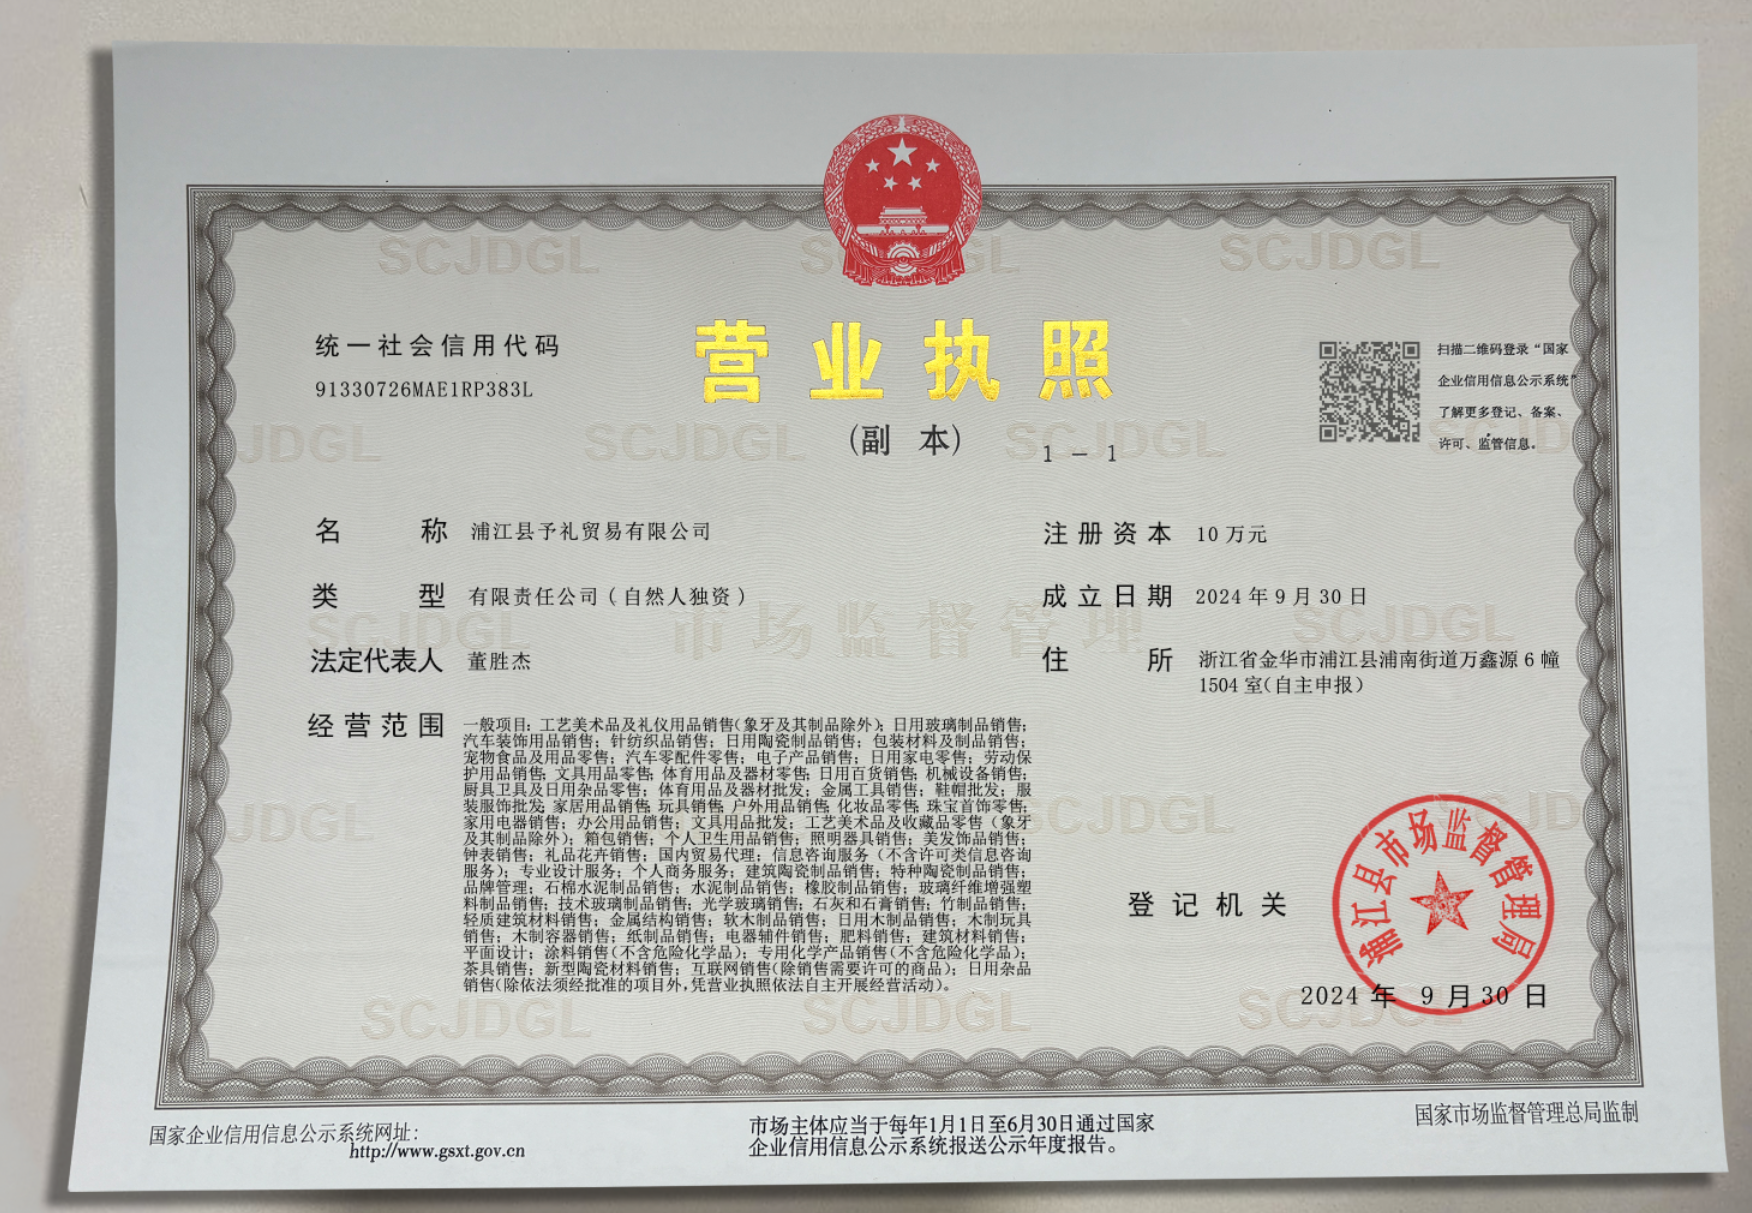 统一社会信用代码
91330726MAE1RP383L
营业执照
(副 本)
1 - 1
扫描二维码登录“国家
企业信用信息公示系统”
了解更多登记、备案、
许可、监管信息。
名 称 浦江县予礼贸易有限公司
类 型 有限责任公司(自然人独资)
法定代表人 董胜杰
经营范围
一般项目：工艺美术品及礼仪用品销售(象牙及其制品除外)；日用玻璃制品销售；
汽车装饰用品销售；针纺织品销售；日用陶瓷制品销售；包装材料及制品销售；
宠物食品及用品零售；汽车零配件零售；电子产品销售；日用家电零售；劳动保
护用品销售；文具用品零售；体育用品及器材零售；日用百货销售；机械设备销售；
厨具卫具及日用杂品零售；体育用品及器材批发；金属工具销售；鞋帽批发；服
装服饰批发；家居用品销售；玩具销售；户外用品销售；化妆品零售；珠宝首饰零售；
家用电器销售；办公用品销售；文具用品批发；工艺美术品及收藏品零售（象牙
及其制品除外）；箱包销售；个人卫生用品销售；照明器具销售；美发饰品销售；
钟表销售；礼品花卉销售；国内贸易代理；信息咨询服务（不含许可类信息咨询
服务）；专业设计服务；个人商务服务；建筑陶瓷制品销售；特种陶瓷制品销售；
品牌管理；石棉水泥制品销售；水泥制品销售；橡胶制品销售；玻璃纤维增强塑
料制品销售；技术玻璃制品销售；光学玻璃销售；石灰和石膏销售；竹制品销售；
轻质建筑材料销售；金属结构销售；软木制品销售；日用木制品销售；木制玩具
销售；木制容器销售；纸制品销售；电器辅件销售；肥料销售；建筑材料销售；
平面设计；涂料销售(不含危险化学品)；专用化学产品销售(不含危险化学品)；
茶具销售；新型陶瓷材料销售；互联网销售(除销售需要许可的商品)；日用杂品
销售(除依法须经批准的项目外，凭营业执照依法自主开展经营活动)。
注册资本 10 万元
成立日期 2024 年 9 月 30 日
住 所 浙江省金华市浦江县浦南街道万鑫源 6 幢
1504 室(自主申报)
登记机关
浦江县市场监督管理局
2024 年 9 月 30 日
国家企业信用信息公示系统网址：
http://www.gsxt.gov.cn
市场主体应当于每年1月1日至6月30日通过国家
企业信用信息公示系统报送公示年度报告。
国家市场监督管理总局监制
SCJDGL
市场监督管理